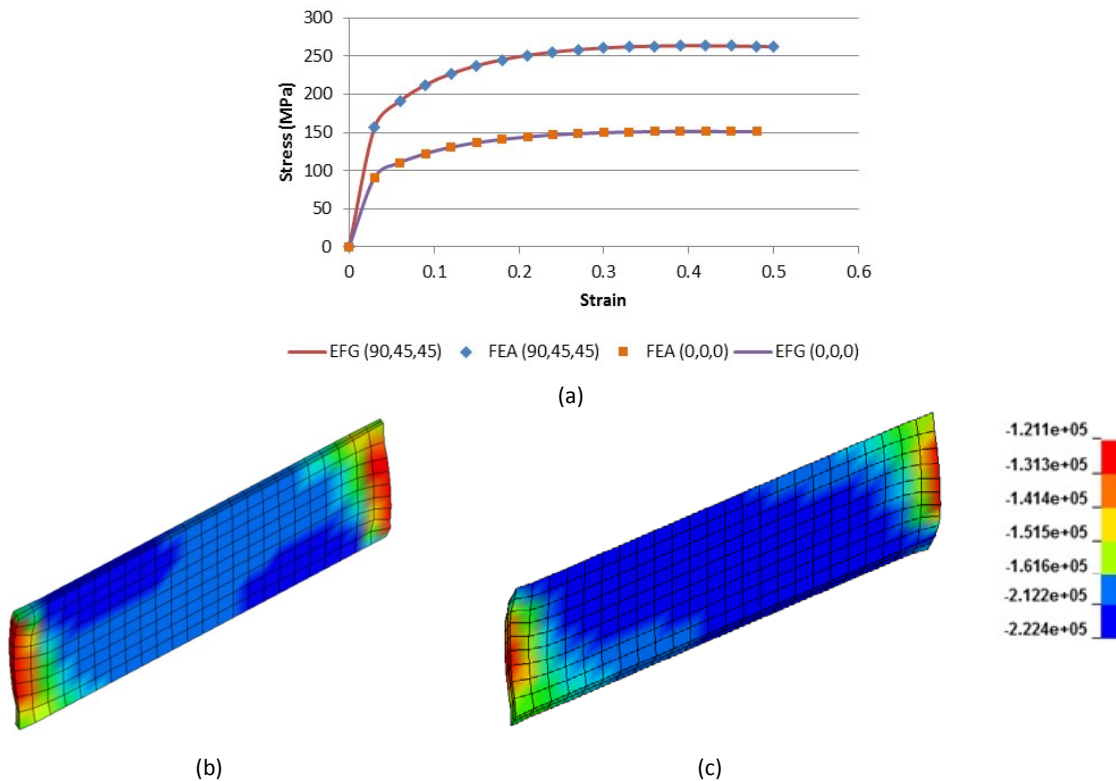 300
250
200
150
100
50
0
Stress (MPa)
0 0.1 0.2 0.3 0.4 0.5 0.6
Strain
EFG (90,45,45) FEA (90,45,45) FEA (0,0,0) EFG (0,0,0)
(a)
-1.211e+05
-1.313e+05
-1.414e+05
-1.515e+05
-1.616e+05
-2.122e+05
-2.224e+05
(b) (c)